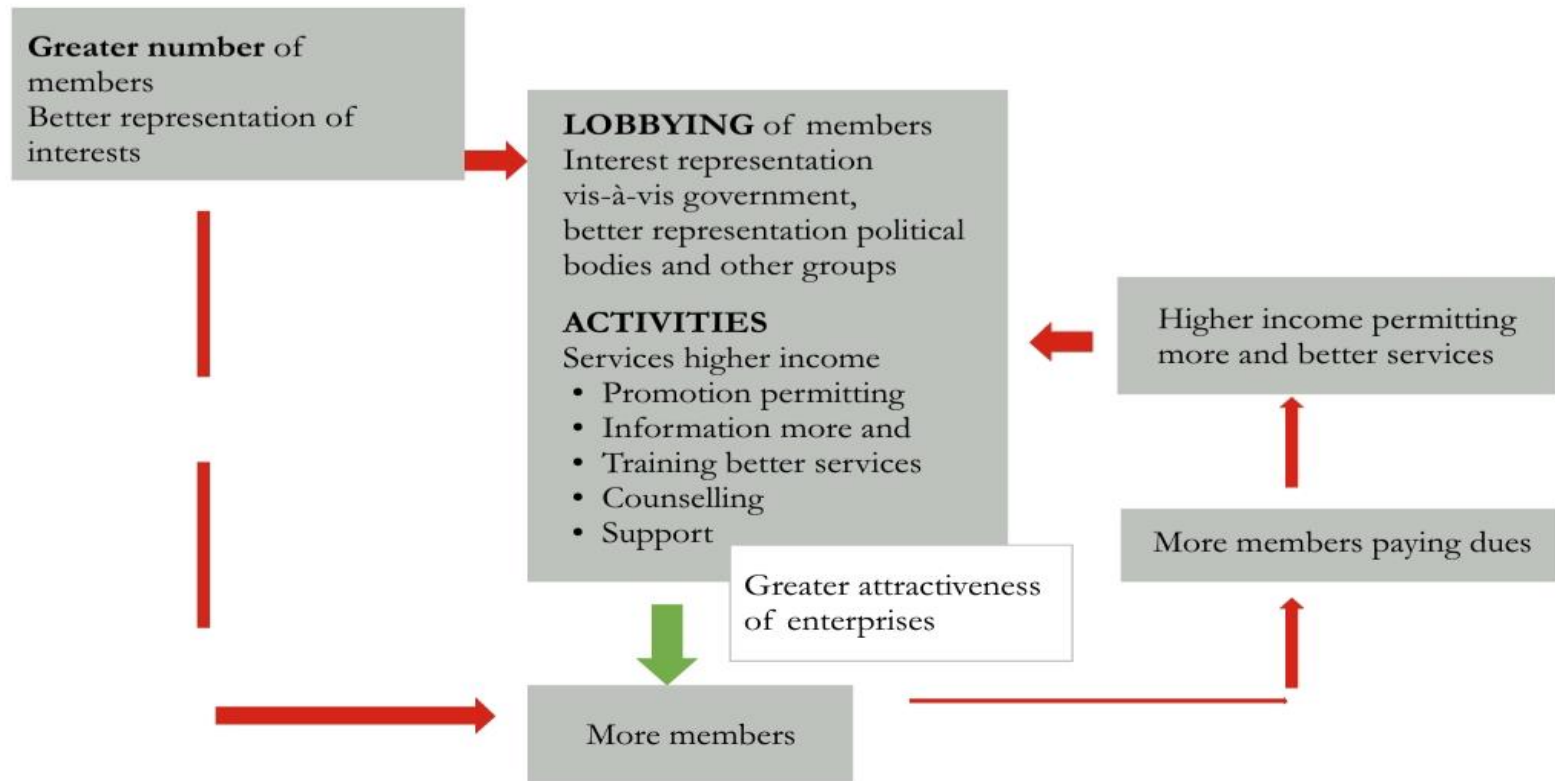 Greater number of
members
Better representation of
interests
LOBBYING of members
Interest representation
vis-à-vis government,
better representation political
bodies and other groups
ACTIVITIES
Services higher income
• Promotion permitting
• Information more and
• Training better services
• Counselling
• Support
Greater attractiveness
of enterprises
More members
Higher income permitting
more and better services
More members paying dues